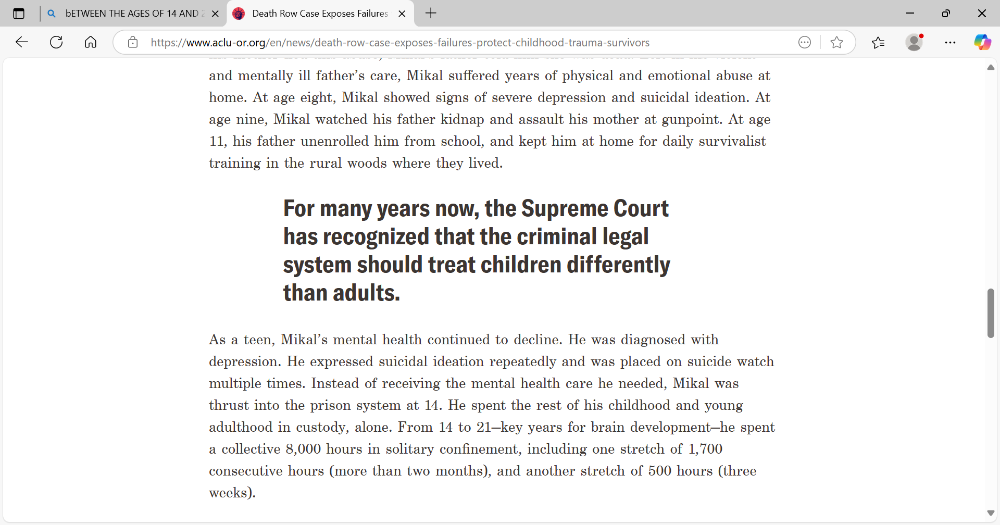 bETWEEN THE AGES OF 14 AND 2
Death Row Case Exposes Failures
https://www.aclu-or.org/en/news/death-row-case-exposes-failures-protect-childhood-trauma-survivors
and mentally ill father’s care, Mikal suffered years of physical and emotional abuse at
home. At age eight, Mikal showed signs of severe depression and suicidal ideation. At
age nine, Mikal watched his father kidnap and assault his mother at gunpoint. At age
11, his father unenrolled him from school, and kept him at home for daily survivalist
training in the rural woods where they lived.
For many years now, the Supreme Court
has recognized that the criminal legal
system should treat children differently
than adults.
As a teen, Mikal’s mental health continued to decline. He was diagnosed with
depression. He expressed suicidal ideation repeatedly and was placed on suicide watch
multiple times. Instead of receiving the mental health care he needed, Mikal was
thrust into the prison system at 14. He spent the rest of his childhood and young
adulthood in custody, alone. From 14 to 21—key years for brain development—he spent
a collective 8,000 hours in solitary confinement, including one stretch of 1,700
consecutive hours (more than two months), and another stretch of 500 hours (three
weeks).